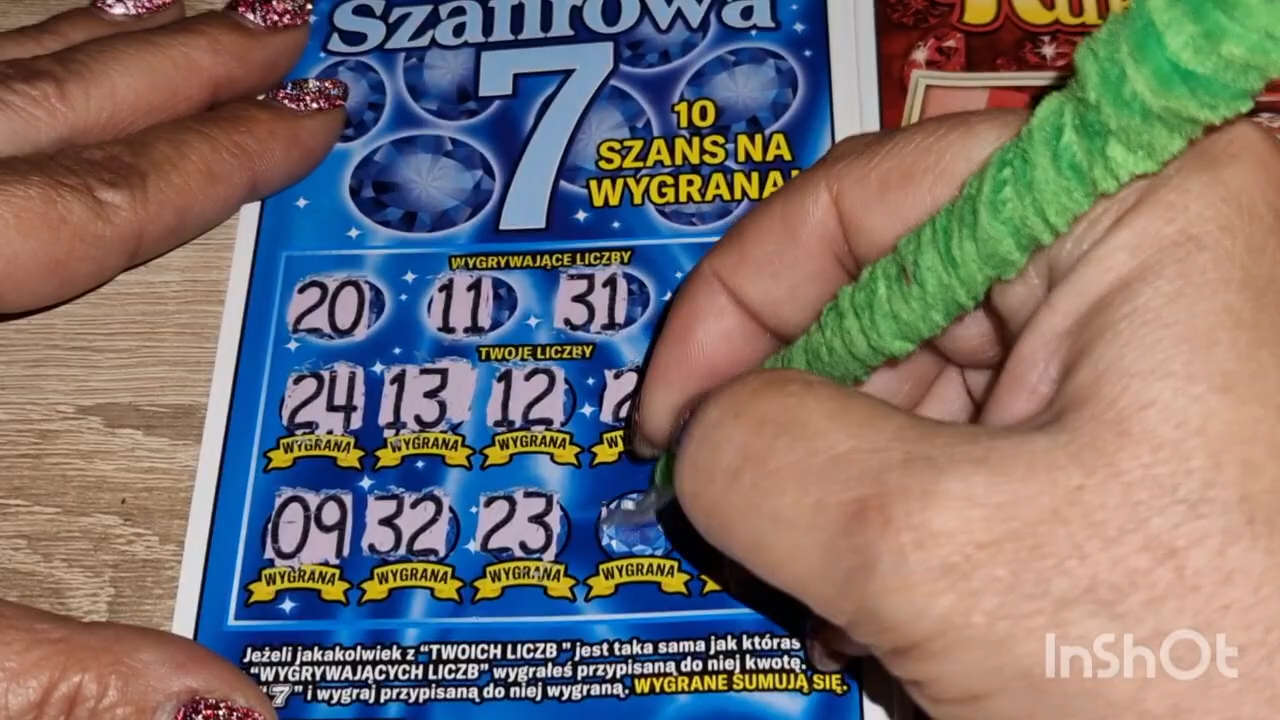 Szafirowa
7
10
SZANS NA
WYGRANĄ!
WYGRYWAJĄCE LICZBY
20 11 31
TWOJE LICZBY
24 13 12
WYGRANA WYGRANA WYGRANA
09 32 23
WYGRANA WYGRANA WYGRANA WYGRANA
Jeżeli jakakolwiek z “TWOICH LICZB ” jest taka sama jak któraś
“WYGRYWAJĄCYCH LICZB” wygrałeś przypisaną do niej kwotę.
“7” i wygraj przypisaną do niej wygraną. WYGRANE SUMUJĄ SIĘ.
InShOt